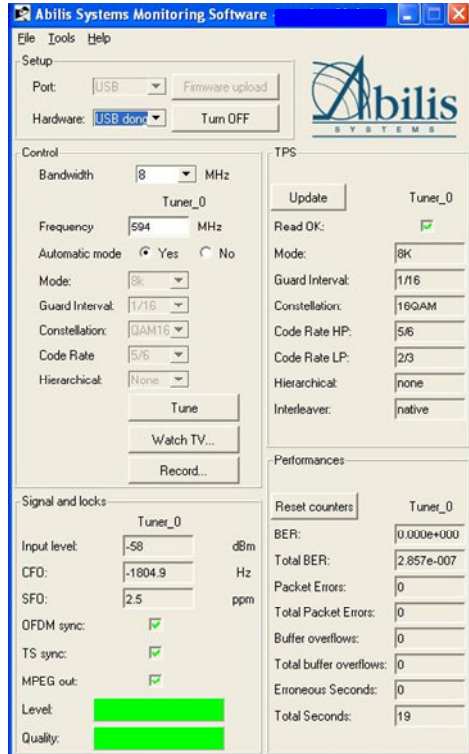 Abilis Systems Monitoring Software -
File Tools Help
Setup
Port: USB Firmware upload
Hardware: USB dong Turn OFF
Abilis
SYSTEMS
Control
Bandwidth 8 MHz
Tuner_0
Frequency 594 MHz
Automatic mode Yes No
Mode: 8k
Guard Interval: 1/16
Constellation: QAM16
Code Rate 5/6
Hierarchical: None
Tune
Watch TV...
Record...
TPS
Update Tuner_0
Read OK:
Mode: 8K
Guard Interval: 1/16
Constellation: 16QAM
Code Rate HP: 5/6
Code Rate LP: 2/3
Hierarchical: none
Interleaver: native
Signal and locks
Tuner_0
Input level: -58 dBm
CFO: -1804.9 Hz
SFO: 2.5 ppm
OFDM sync:
TS sync:
MPEG out:
Level:
Quality:
Performances
Reset counters Tuner_0
BER: 0.000e+000
Total BER: 2.857e-007
Packet Errors: 0
Total Packet Errors: 0
Buffer overflows: 0
Total buffer overflows: 0
Erroneous Seconds: 0
Total Seconds: 19